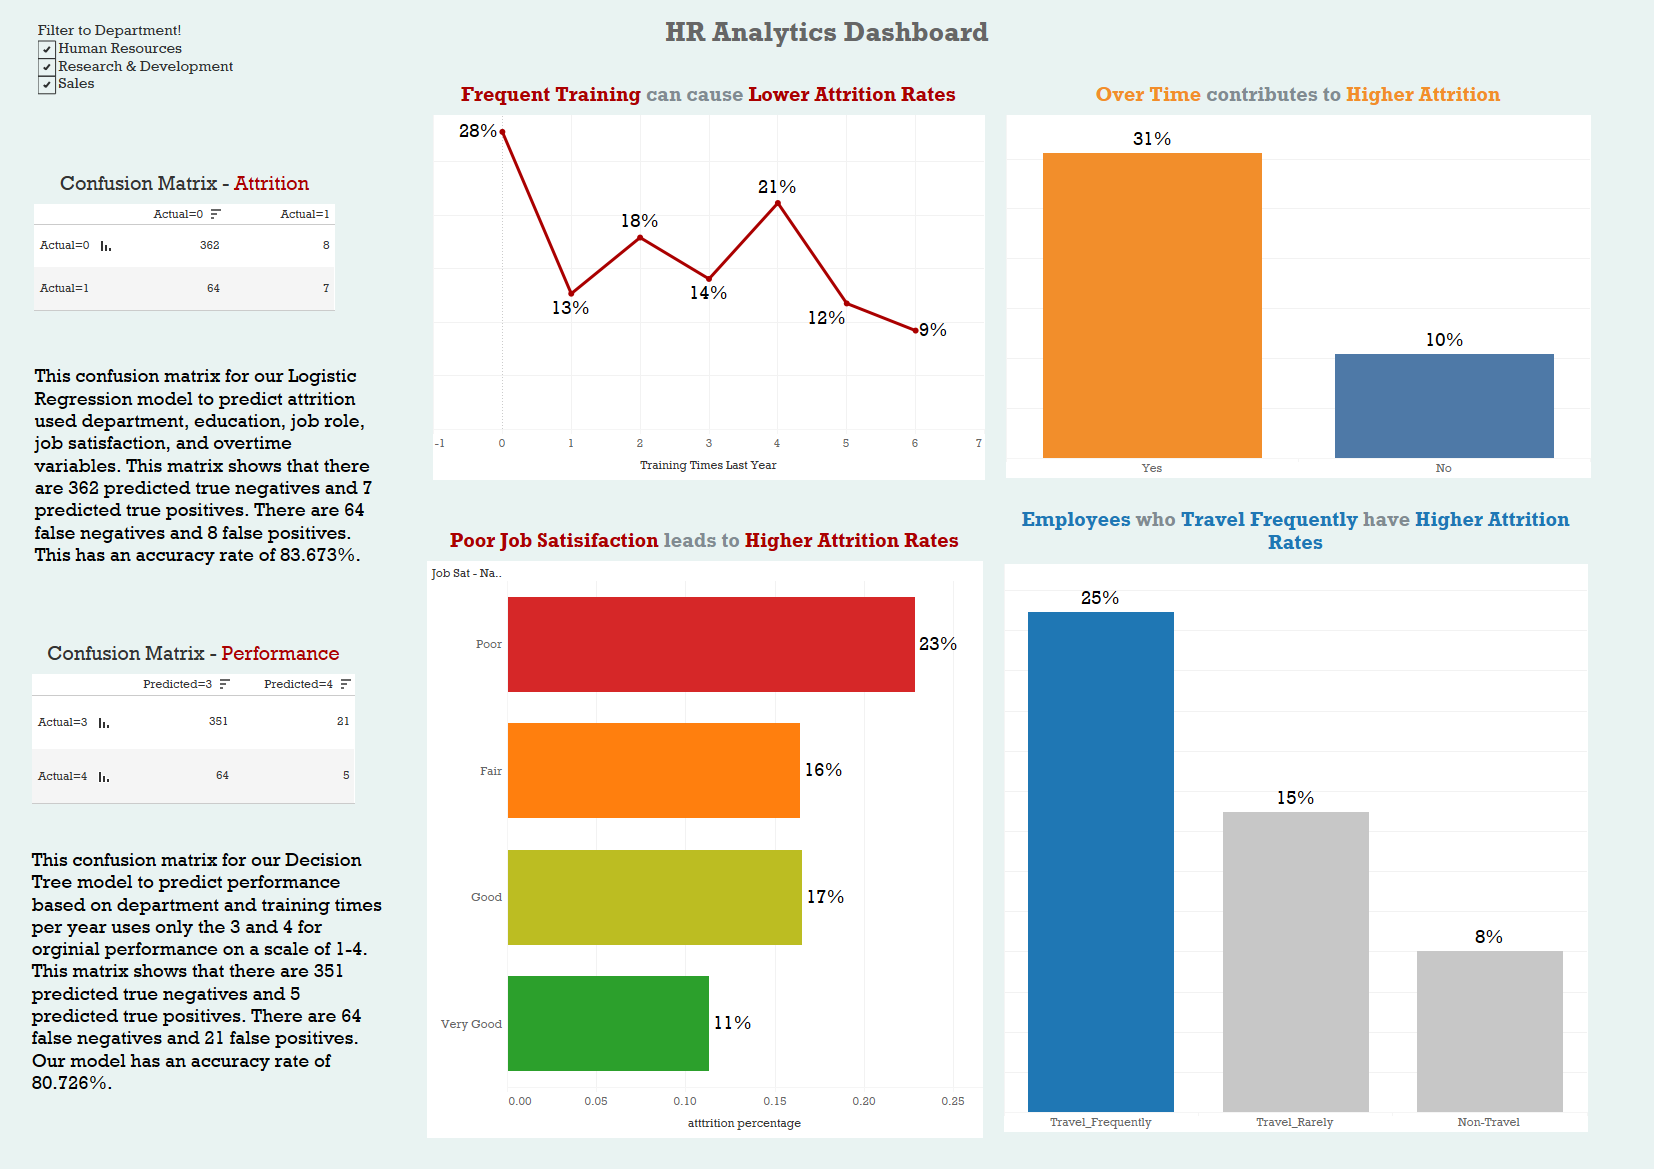 HR Analytics Dashboard
Filter to Department!
Human Resources
Research & Development
Sales
Confusion Matrix - Attrition
Actual=0 Actual=1
Actual=0 362 8
Actual=1 64 7
This confusion matrix for our Logistic
Regression model to predict attrition
used department, education, job role,
job satisfaction, and overtime
variables. This matrix shows that there
are 362 predicted true negatives and 7
predicted true positives. There are 64
false negatives and 8 false positives.
This has an accuracy rate of 83.673%.
Confusion Matrix - Performance
Predicted=3 Predicted=4
Actual=3 351 21
Actual=4 64 5
This confusion matrix for our Decision
Tree model to predict performance
based on department and training times
per year uses only the 3 and 4 for
orginial performance on a scale of 1-4.
This matrix shows that there are 351
predicted true negatives and 5
predicted true positives. There are 64
false negatives and 21 false positives.
Our model has an accuracy rate of
80.726%.
Frequent Training can cause Lower Attrition Rates
28%
13%
18%
14%
21%
12%
9%
-1 0 1 2 3 4 5 6 7
Training Times Last Year
Over Time contributes to Higher Attrition
31%
10%
Yes No
Poor Job Satisifaction leads to Higher Attrition Rates
Job Sat - Na..
Poor 23%
Fair 16%
Good 17%
Very Good 11%
0.00 0.05 0.10 0.15 0.20 0.25
atttrition percentage
Employees who Travel Frequently have Higher Attrition
Rates
25%
15%
8%
Travel_Frequently Travel_Rarely Non-Travel